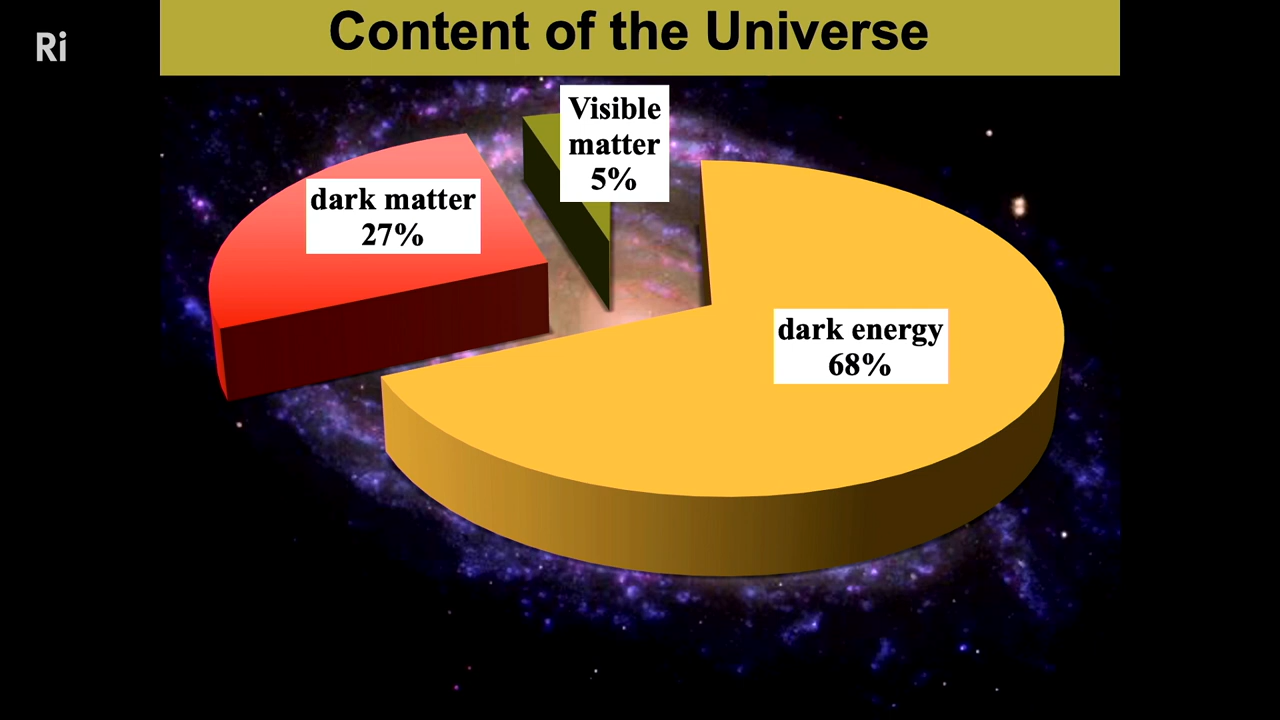 Ri
Content of the Universe
Visible
matter
5%
dark matter
27%
dark energy
68%